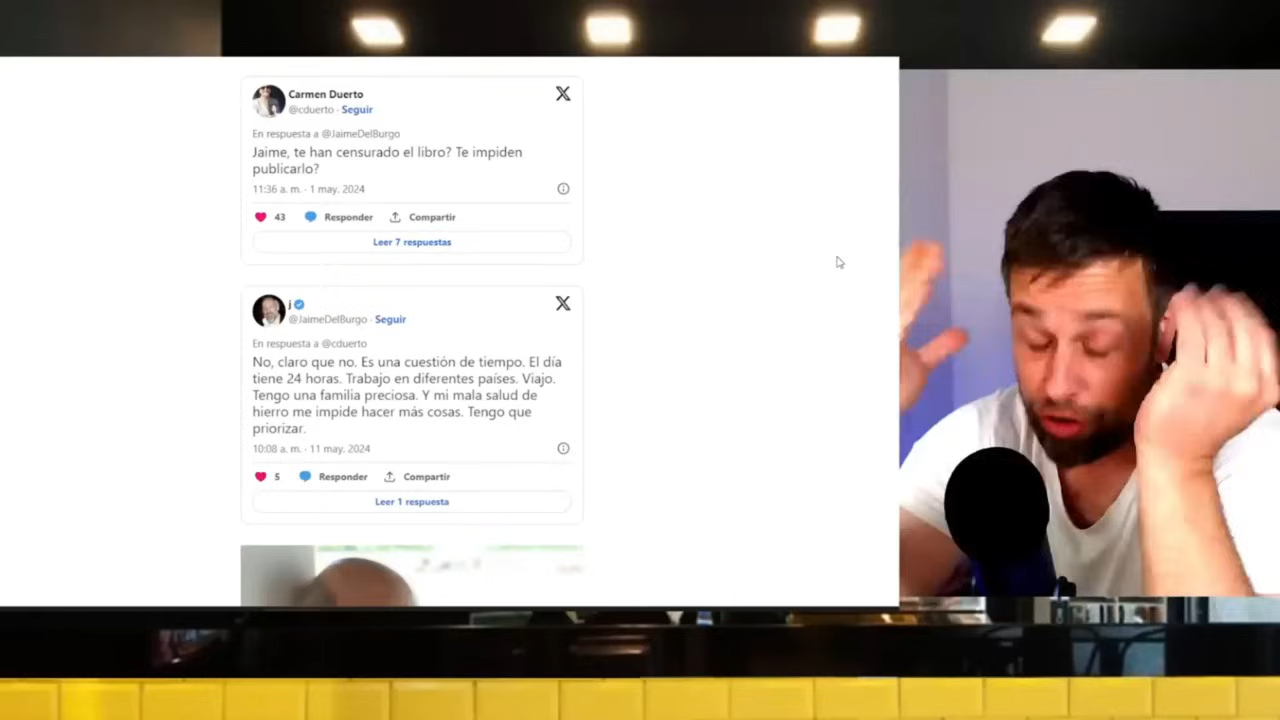 Carmen Duerto
@cduerto · Seguir
En respuesta a @JaimeDelBurgo
Jaime, te han censurado el libro? Te impiden
publicarlo?
11:36 a. m. · 1 may. 2024
43 Responder Compartir
Leer 7 respuestas
j
@JaimeDelBurgo · Seguir
En respuesta a @cduerto
No, claro que no. Es una cuestión de tiempo. El día
tiene 24 horas. Trabajo en diferentes países. Viajo.
Tengo una familia preciosa. Y mi mala salud de
hierro me impide hacer más cosas. Tengo que
priorizar.
10:08 a. m. · 11 may. 2024
5 Responder Compartir
Leer 1 respuesta